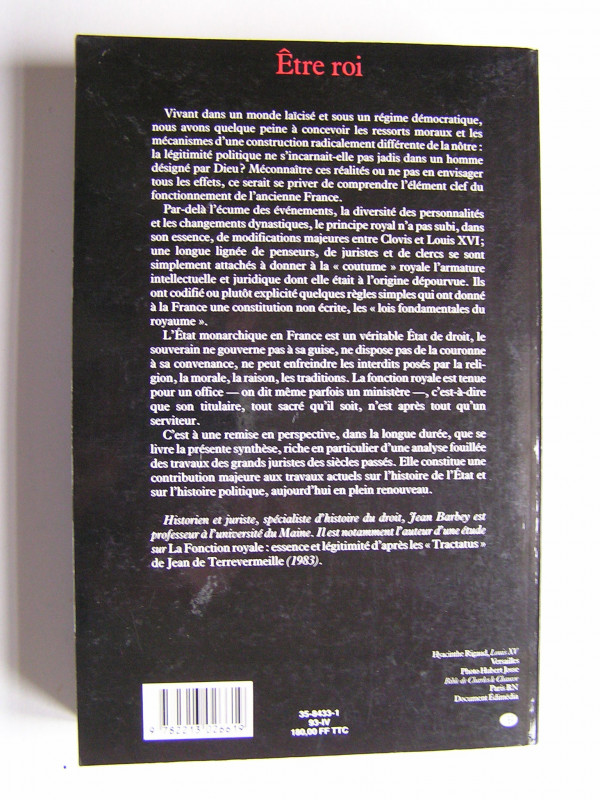 Être roi
Vivant dans un monde laïcisé et sous un régime démocratique,
nous avons quelque peine à concevoir les ressorts moraux et les
mécanismes d'une construction radicalement différente de la nôtre :
la légitimité politique ne s'incarnait-elle pas jadis dans un homme
désigné par Dieu ? Méconnaître ces réalités ou ne pas en envisager
tous les effets, ce serait se priver de comprendre l'élément clef du
fonctionnement de l'ancienne France.
Par-delà l'écume des événements, la diversité des personnalités
et les changements dynastiques, le principe royal n'a pas subi, dans
son essence, de modifications majeures entre Clovis et Louis XVI ;
une longue lignée de penseurs, de juristes et de clercs se sont
simplement attachés à donner à la « coutume » royale l'armature
intellectuelle et juridique dont elle était à l'origine dépourvue. Ils
ont codifié ou plutôt explicité quelques règles simples qui ont donné
à la France une constitution non écrite, les « lois fondamentales du
royaume ».
L'État monarchique en France est un véritable État de droit, le
souverain ne gouverne pas à sa guise, ne dispose pas de la couronne
à sa convenance, ne peut enfreindre les interdits posés par la reli-
gion, la morale, la raison, les traditions. La fonction royale est tenue
pour un office — on dit même parfois un ministère —, c'est-à-dire
que son titulaire, tout sacré qu'il soit, n'est après tout qu'un
serviteur.
C'est à une remise en perspective, dans la longue durée, que se
livre la présente synthèse, riche en particulier d'une analyse fouillée
des travaux des grands juristes des siècles passés. Elle constitue une
contribution majeure aux travaux actuels sur l'histoire de l'État et
sur l'histoire politique, aujourd'hui en plein renouveau.
Historien et juriste, spécialiste d'histoire du droit, Jean Barbey est
professeur à l'université du Maine. Il est notamment l'auteur d'une étude
sur La Fonction royale : essence et légitimité d'après les « Tractatus »
de Jean de Terrevermeille (1983).
Hyacinthe Rigaud, Louis XV
Versailles
Photo Hubert Josse
Bible de Charles le Chauve
Paris B.N
Document Édimédia
35-8433-1
93-IV
180,00 FF TTC
9 782213 026619